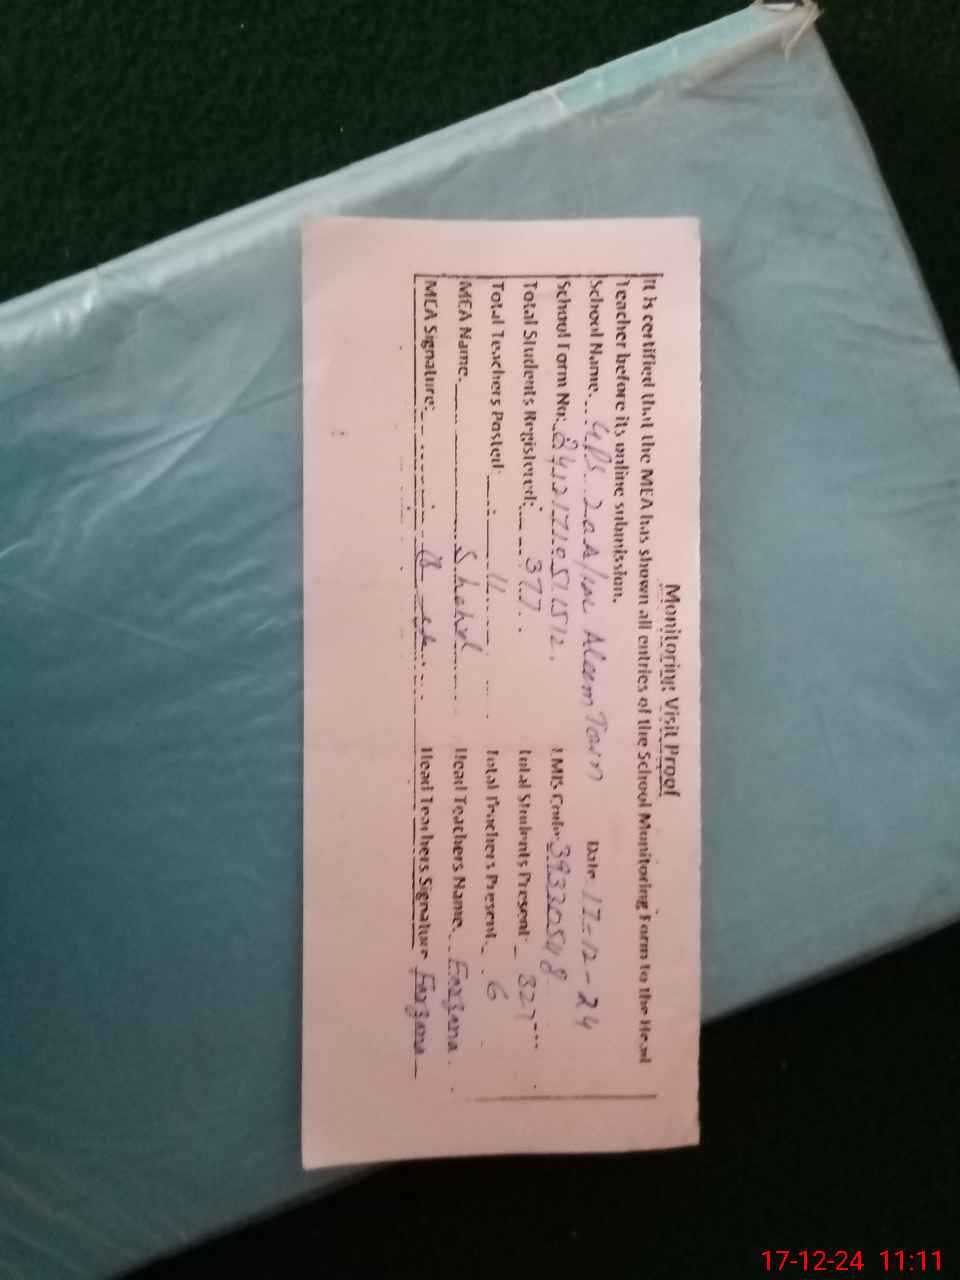 Monitoring Visit Proof
It is certified that the MEA has shown all entries of the School Monitoring Form to the Head
Teacher before its online submission.
School Name. Aleem Town Date: 17-12-24
School Form No: EMIS Code: 39320548
Total Students Registered: 377 Total Students Present 327
Total Teachers Posted: 11 Total Teachers Present 6
MEA Name. Head Teachers Name. Farzana
MEA Signature: Head Teachers Signature Farzana
17-12-24 11:11